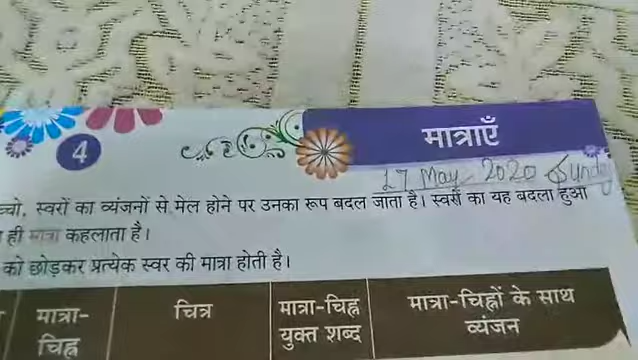 4
मात्राएँ
17 May 2020 Sunday
च्चो, स्वरों का व्यंजनों से मेल होने पर उनका रूप बदल जाता है। स्वरों का यह बदला हुआ
ही मात्रा कहलाता है।
को छोड़कर प्रत्येक स्वर की मात्रा होती है।
मात्रा-चिह्न चित्र मात्रा-चिह्न युक्त शब्द मात्रा-चिह्नों के साथ व्यंजन